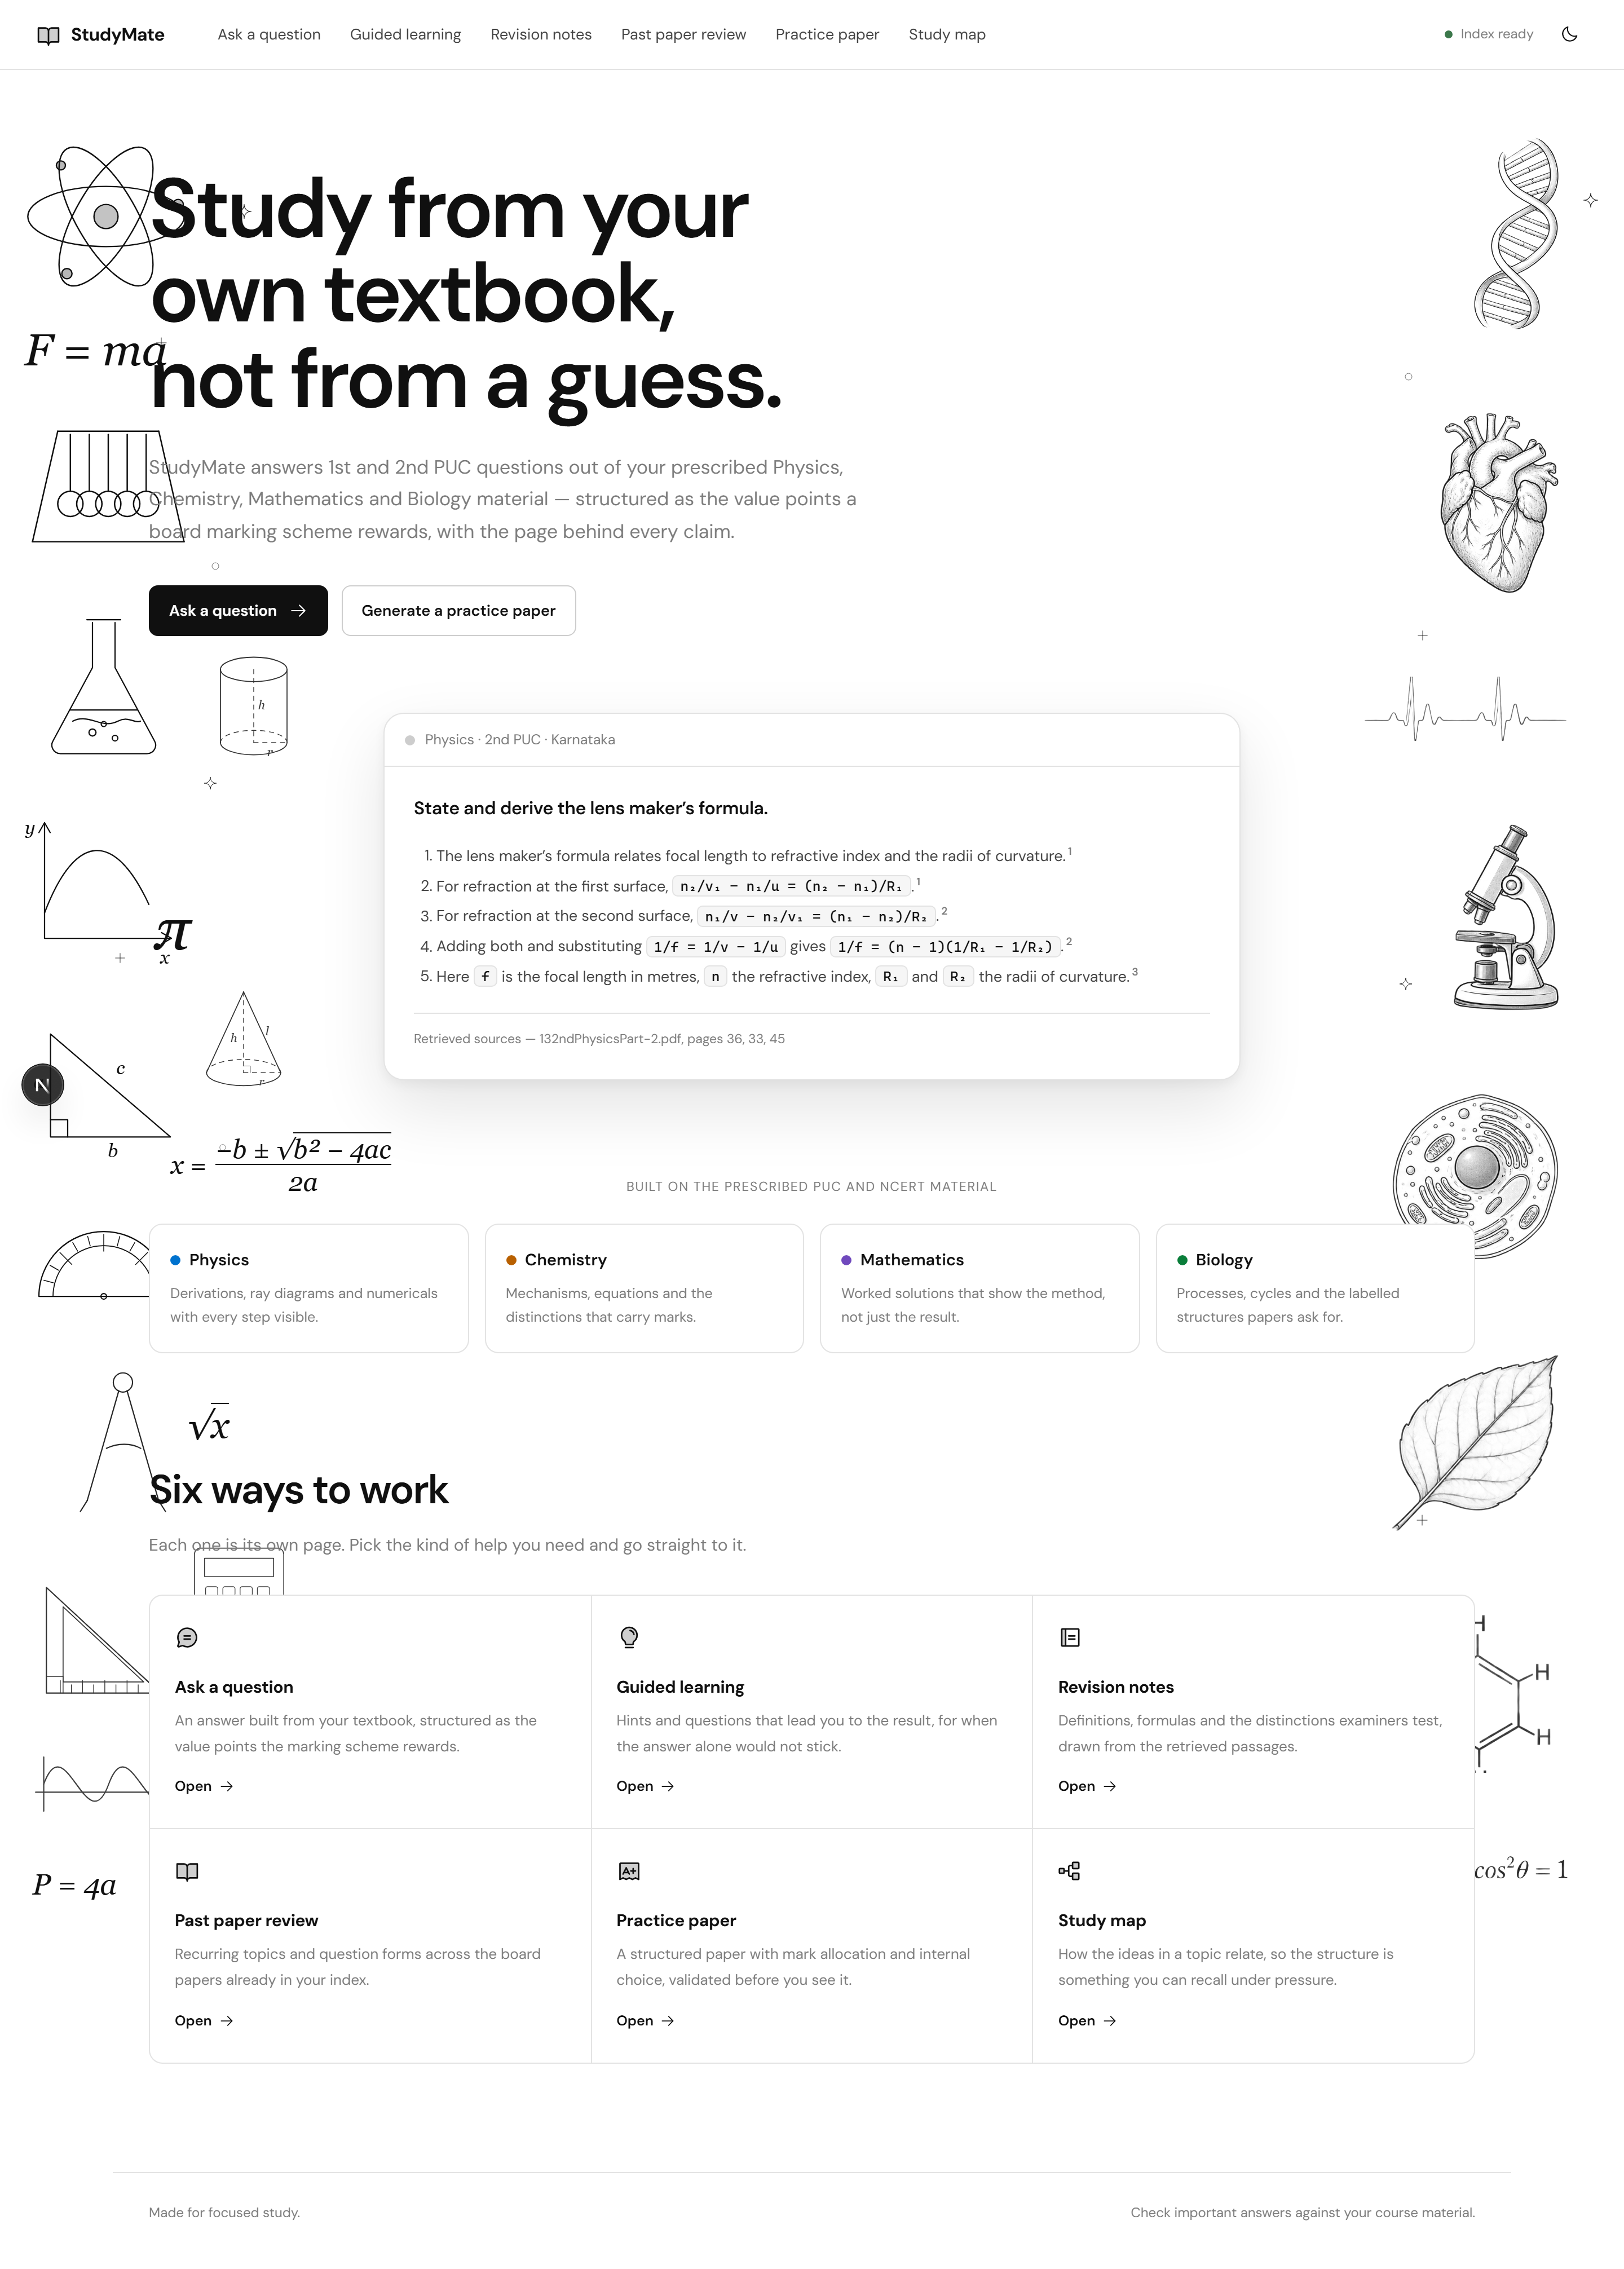 StudyMate
Ask a question
Guided learning
Revision notes
Past paper review
Practice paper
Study map
Index ready
Study from your
own textbook,
not from a guess.
F = ma
StudyMate answers 1st and 2nd PUC questions out of your prescribed Physics,
Chemistry, Mathematics and Biology material — structured as the value points a
board marking scheme rewards, with the page behind every claim.
Ask a question →
Generate a practice paper
h
r
Physics · 2nd PUC · Karnataka
State and derive the lens maker’s formula.
1. The lens maker’s formula relates focal length to refractive index and the radii of curvature.¹
2. For refraction at the first surface, n₂/v₁ − n₁/u = (n₂ − n₁)/R₁ .¹
3. For refraction at the second surface, n₁/v − n₂/v₁ = (n₁ − n₂)/R₂ .²
4. Adding both and substituting 1/f = 1/v − 1/u gives 1/f = (n − 1)(1/R₁ − 1/R₂) .²
5. Here f is the focal length in metres, n the refractive index, R₁ and R₂ the radii of curvature.³
Retrieved sources — 132ndPhysicsPart-2.pdf, pages 36, 33, 45
y
π
x
h
l
r
c
N
b
x = −b ± √b² − 4ac
2a
BUILT ON THE PRESCRIBED PUC AND NCERT MATERIAL
Physics
Derivations, ray diagrams and numericals
with every step visible.
Chemistry
Mechanisms, equations and the
distinctions that carry marks.
Mathematics
Worked solutions that show the method,
not just the result.
Biology
Processes, cycles and the labelled
structures papers ask for.
√x
Six ways to work
Each one is its own page. Pick the kind of help you need and go straight to it.
Ask a question
An answer built from your textbook, structured as the
value points the marking scheme rewards.
Open →
Guided learning
Hints and questions that lead you to the result, for when
the answer alone would not stick.
Open →
Revision notes
Definitions, formulas and the distinctions examiners test,
drawn from the retrieved passages.
Open →
H
H
H
P = 4a
Past paper review
Recurring topics and question forms across the board
papers already in your index.
Open →
A+
Practice paper
A structured paper with mark allocation and internal
choice, validated before you see it.
Open →
Study map
How the ideas in a topic relate, so the structure is
something you can recall under pressure.
Open →
cos²θ = 1
Made for focused study.
Check important answers against your course material.